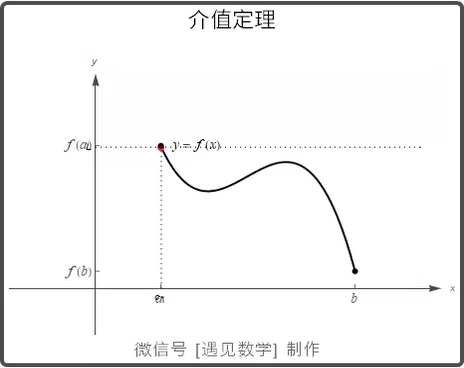 介值定理
y
f(a)
y = f(x)
f(b)
x
b
微信号 [遇见数学] 制作